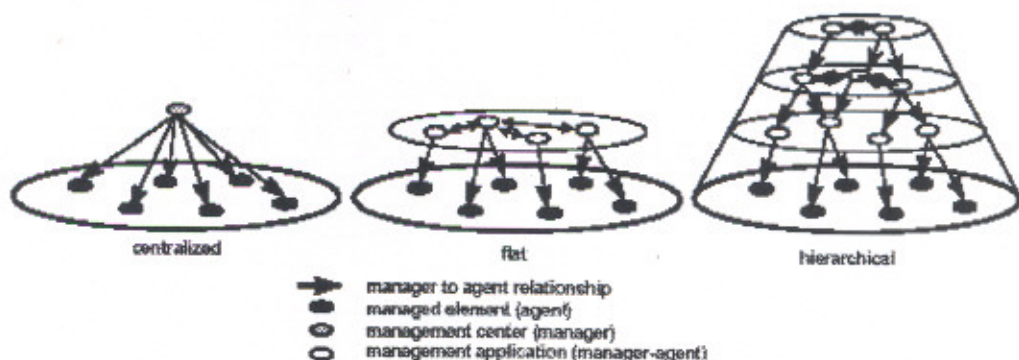 centralized
flat
hierarchical
manager to agent relationship
managed element (agent)
management center (manager)
management application (manager-agent)